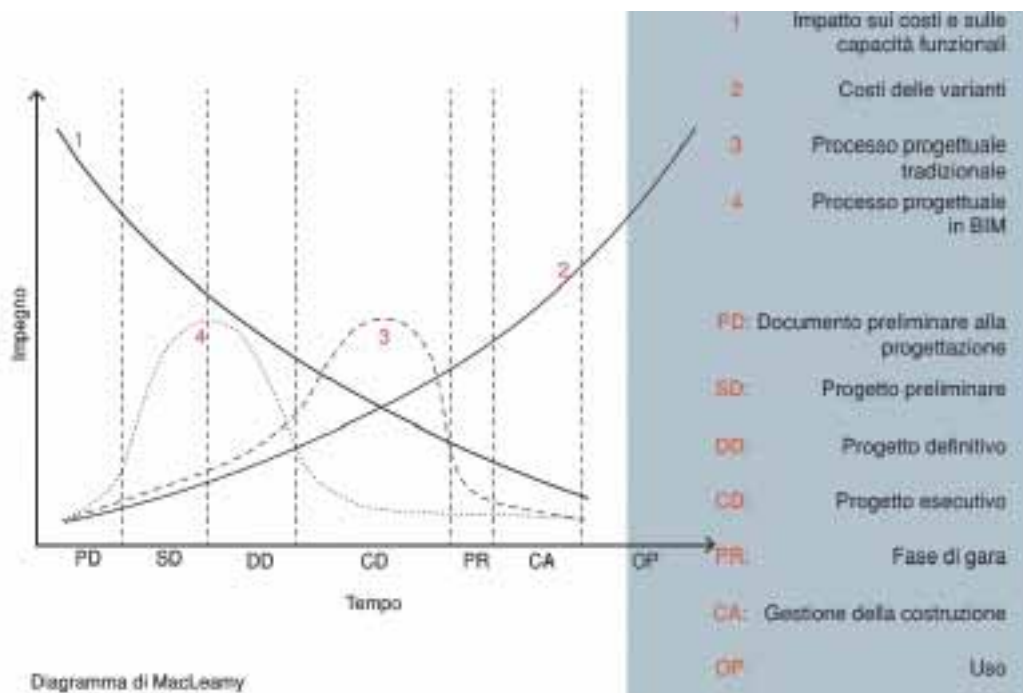 1 Impatto sui costi e sulle
capacità funzionali
2 Costi delle varianti
3 Processo progettuale
tradizionale
4 Processo progettuale
in BIM
PD: Documento preliminare alla
progettazione
SD: Progetto preliminare
DD: Progetto definitivo
CD: Progetto esecutivo
PR: Fase di gara
CA: Gestione della costruzione
OP: Uso
Impegno
1
2
4
3
PD SD DD CD PR CA OP
Tempo
Diagramma di MacLeamy